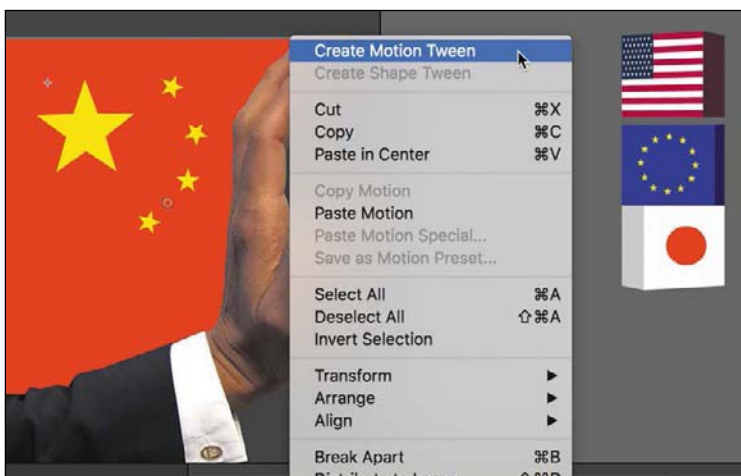 Create Motion Tween
Create Shape Tween
Cut ⌘X
Copy ⌘C
Paste in Center ⌘V
Copy Motion
Paste Motion
Paste Motion Special...
Save as Motion Preset...
Select All ⌘A
Deselect All ⇧⌘A
Invert Selection
Transform ▶
Arrange ▶
Align ▶
Break Apart ⌘B